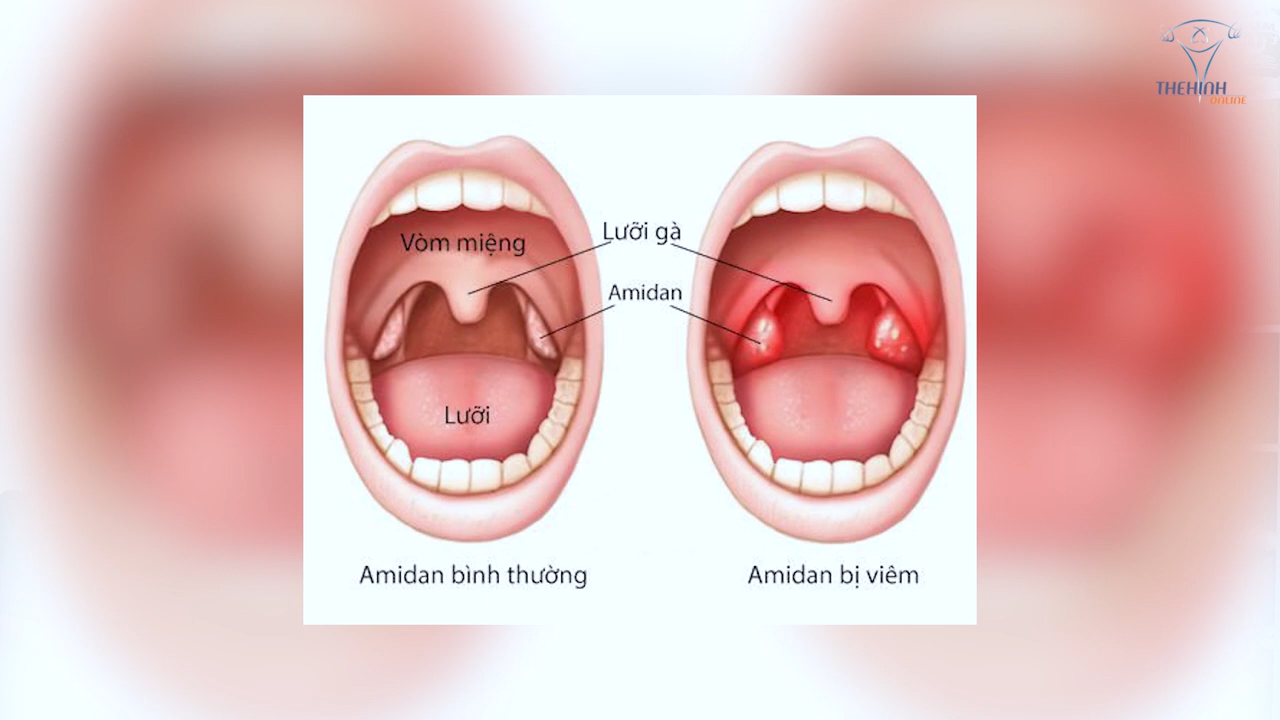 THEHINH
ONLINE
Vòm miệng
Lưỡi gà
Amidan
Lưỡi
Amidan bình thường
Amidan bị viêm